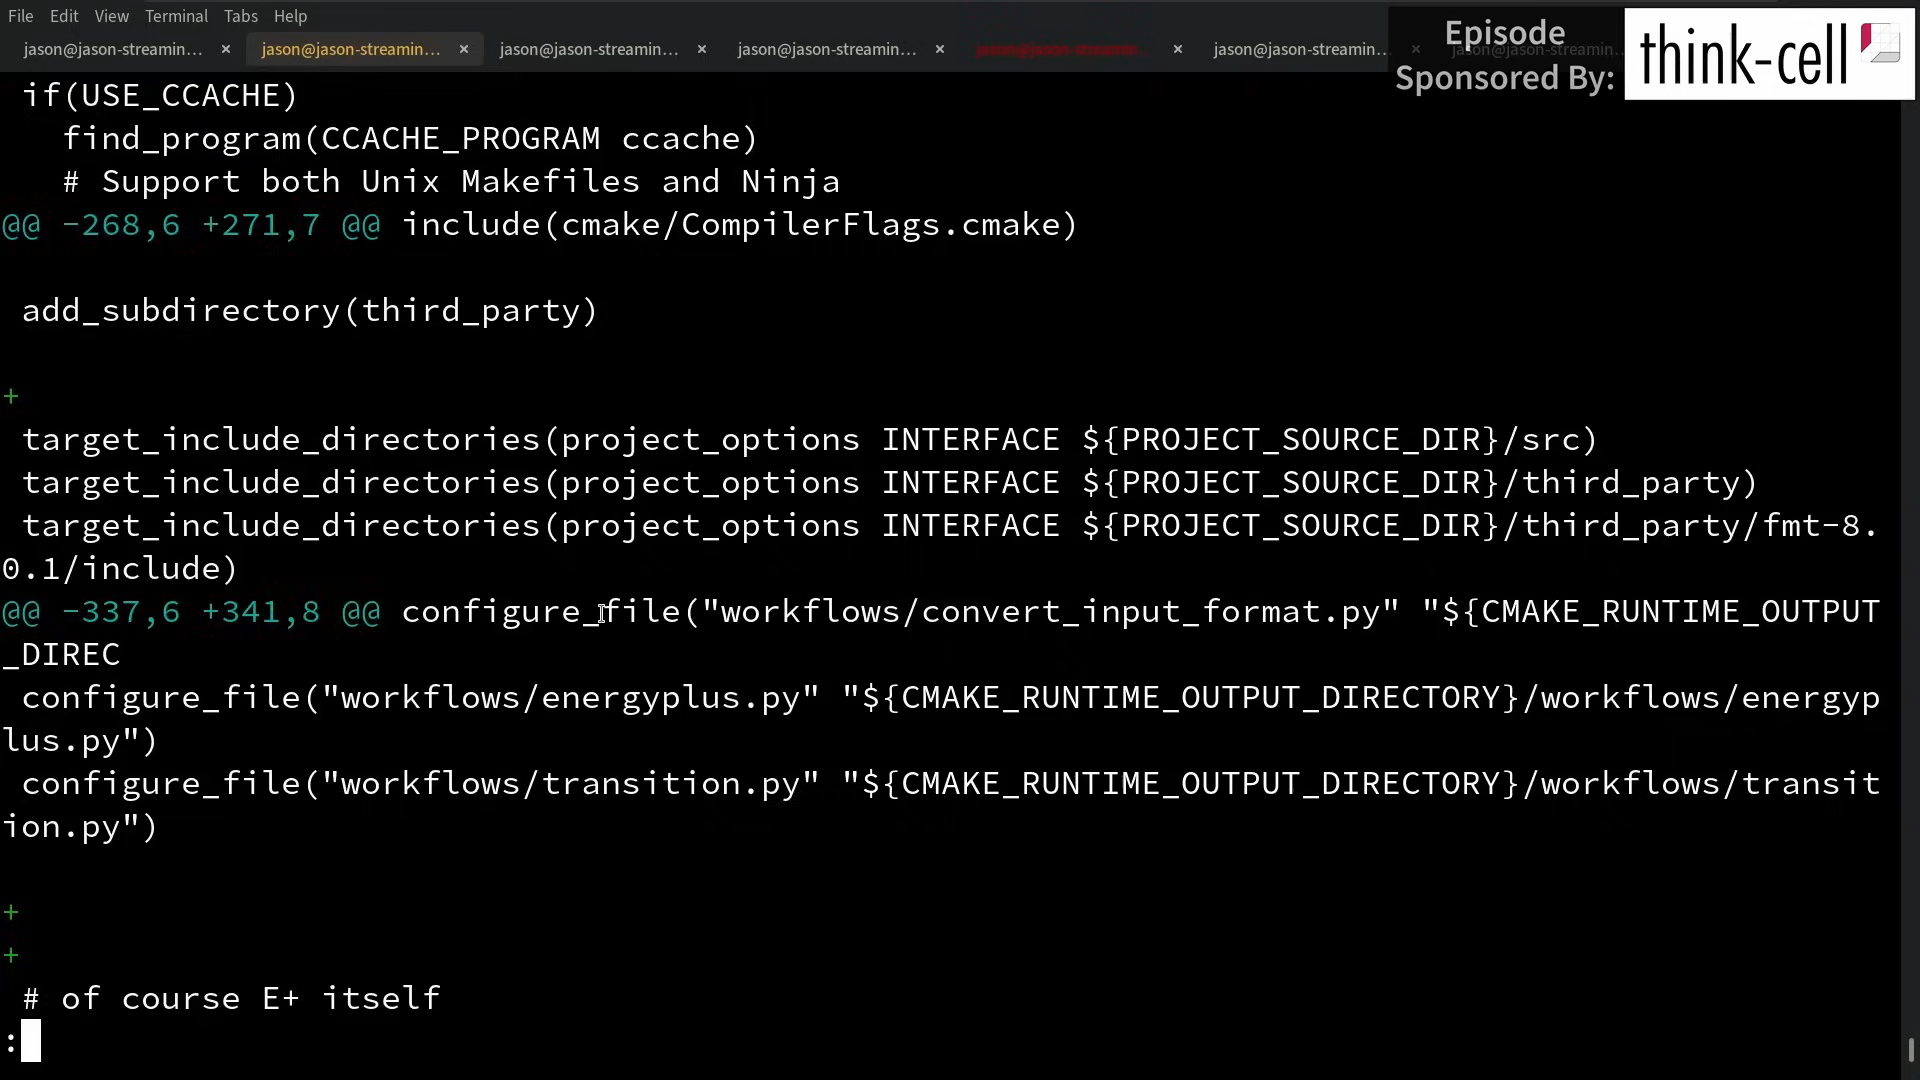 File Edit View Terminal Tabs Help
jason@jason-streamin... × jason@jason-streamin... × jason@jason-streamin... × jason@jason-streamin... × jason@jason-streamin... × jason@jason-streamin... ×
Episode
Sponsored By:
think-cell
if(USE_CCACHE)
find_program(CCACHE_PROGRAM ccache)
# Support both Unix Makefiles and Ninja
@@ -268,6 +271,7 @@ include(cmake/CompilerFlags.cmake)
add_subdirectory(third_party)
+
target_include_directories(project_options INTERFACE ${PROJECT_SOURCE_DIR}/src)
target_include_directories(project_options INTERFACE ${PROJECT_SOURCE_DIR}/third_party)
target_include_directories(project_options INTERFACE ${PROJECT_SOURCE_DIR}/third_party/fmt-8.
0.1/include)
@@ -337,6 +341,8 @@ configure_file("workflows/convert_input_format.py" "${CMAKE_RUNTIME_OUTPUT
_DIREC
configure_file("workflows/energyplus.py" "${CMAKE_RUNTIME_OUTPUT_DIRECTORY}/workflows/energyp
lus.py")
configure_file("workflows/transition.py" "${CMAKE_RUNTIME_OUTPUT_DIRECTORY}/workflows/transit
ion.py")
+
+
# of course E+ itself
: